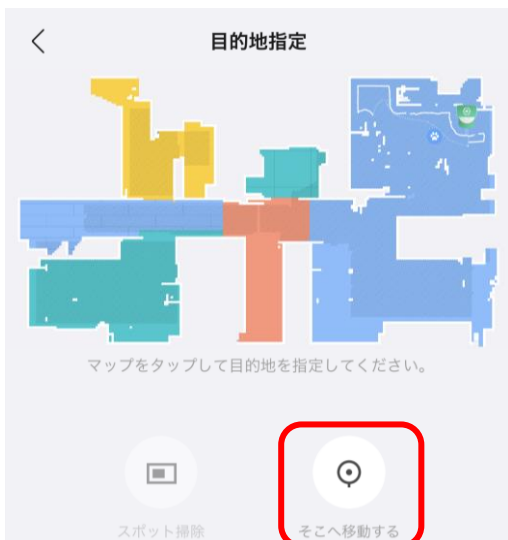 目的地指定
マップをタップして目的地を指定してください。
スポット掃除
そこへ移動する